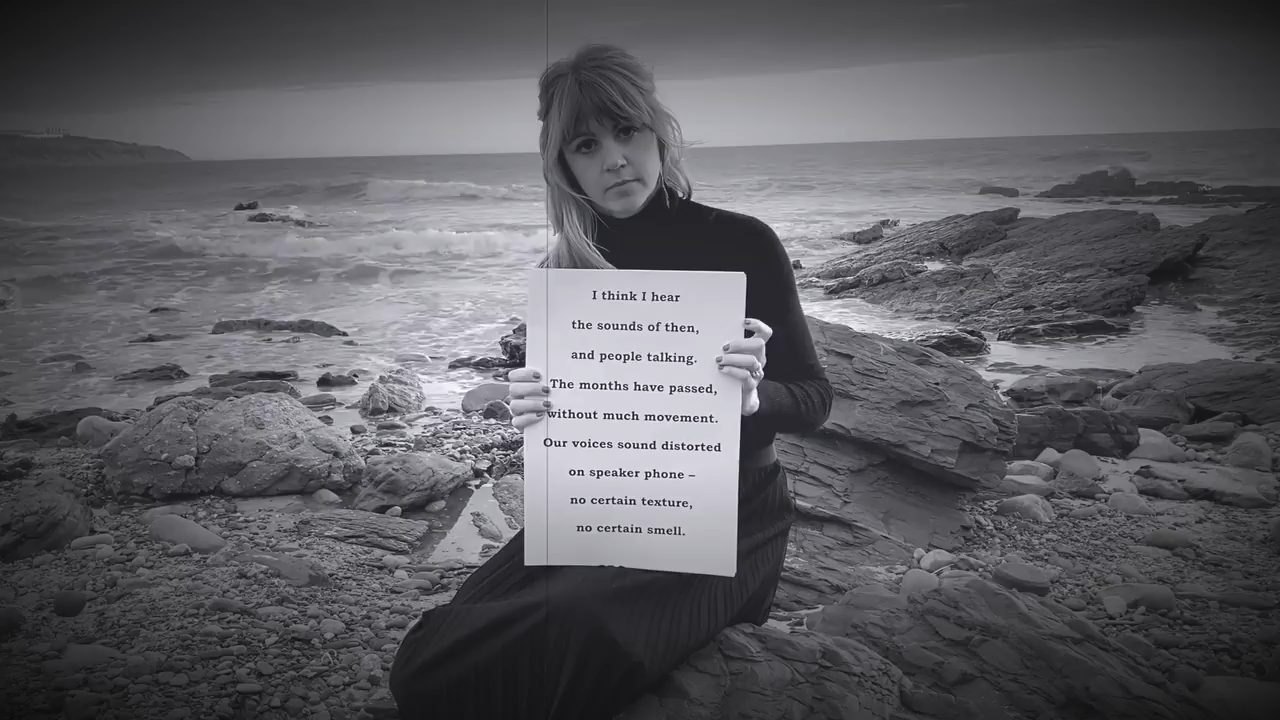 I think I hear
the sounds of then,
and people talking.
The months have passed,
without much movement.
Our voices sound distorted
on speaker phone –
no certain texture,
no certain smell.